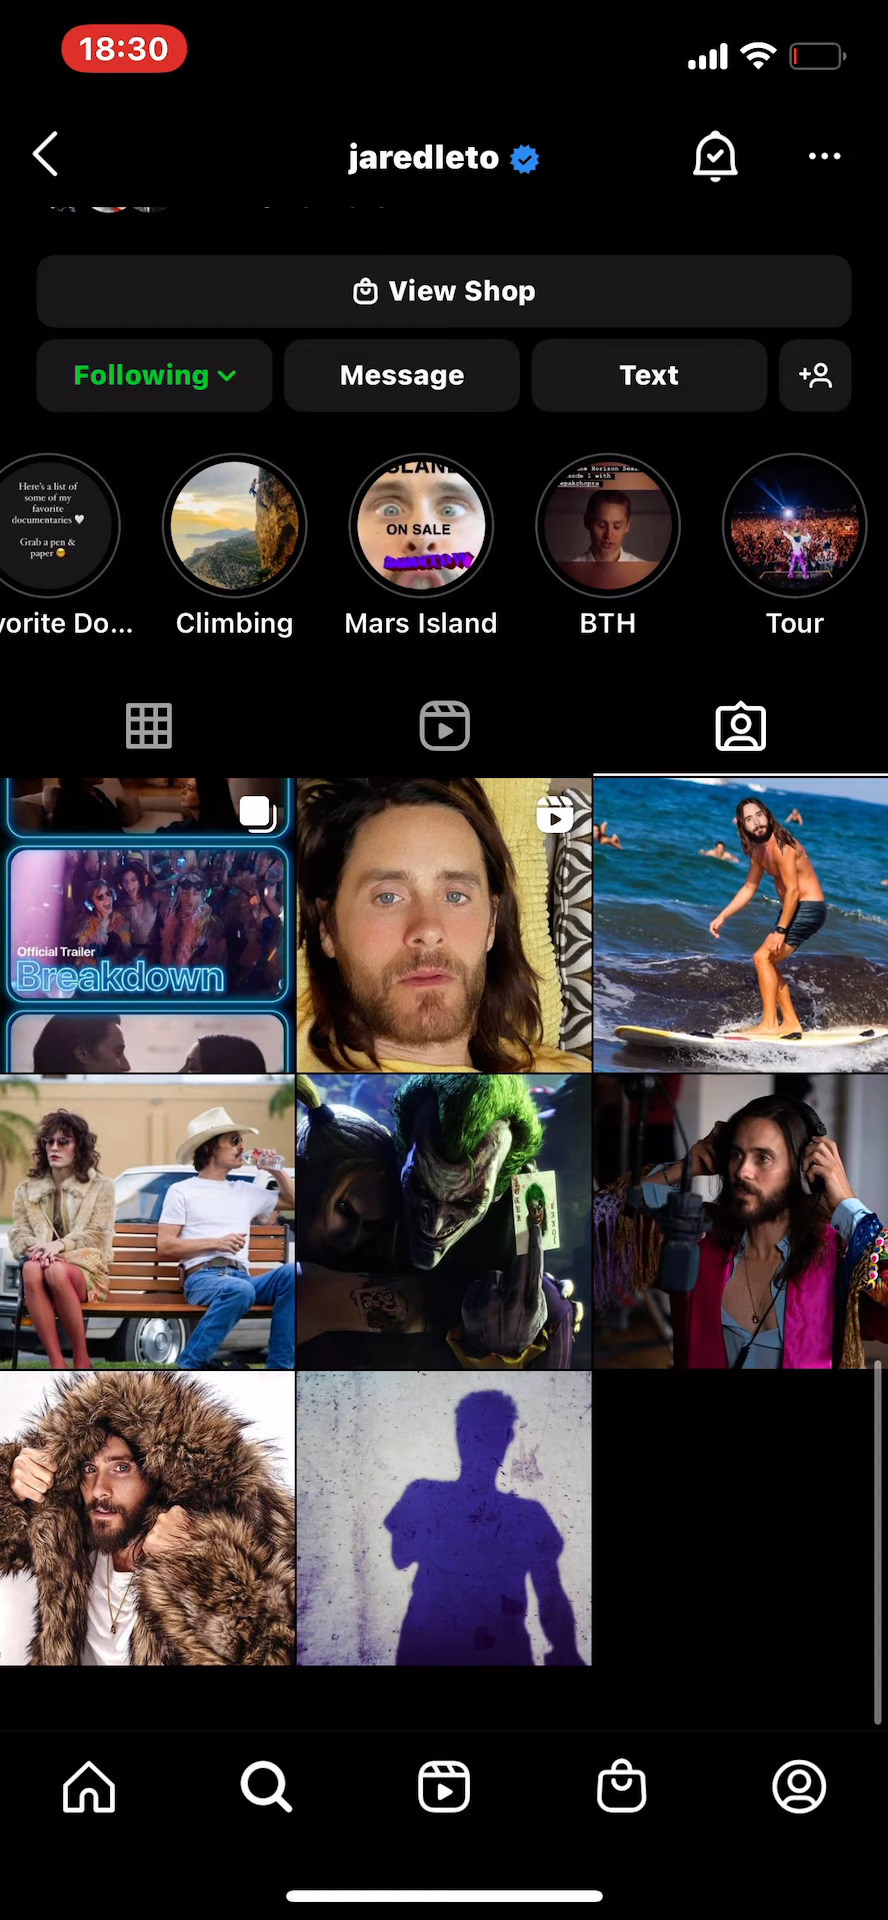 18:30
jaredleto
View Shop
Following
Message
Text
Here's a list of
some of my
favorite
documentaries 🤍
Grab a pen &
paper
ON SALE
vorite Do...
Climbing
Mars Island
BTH
Tour
Official Trailer
Breakdown